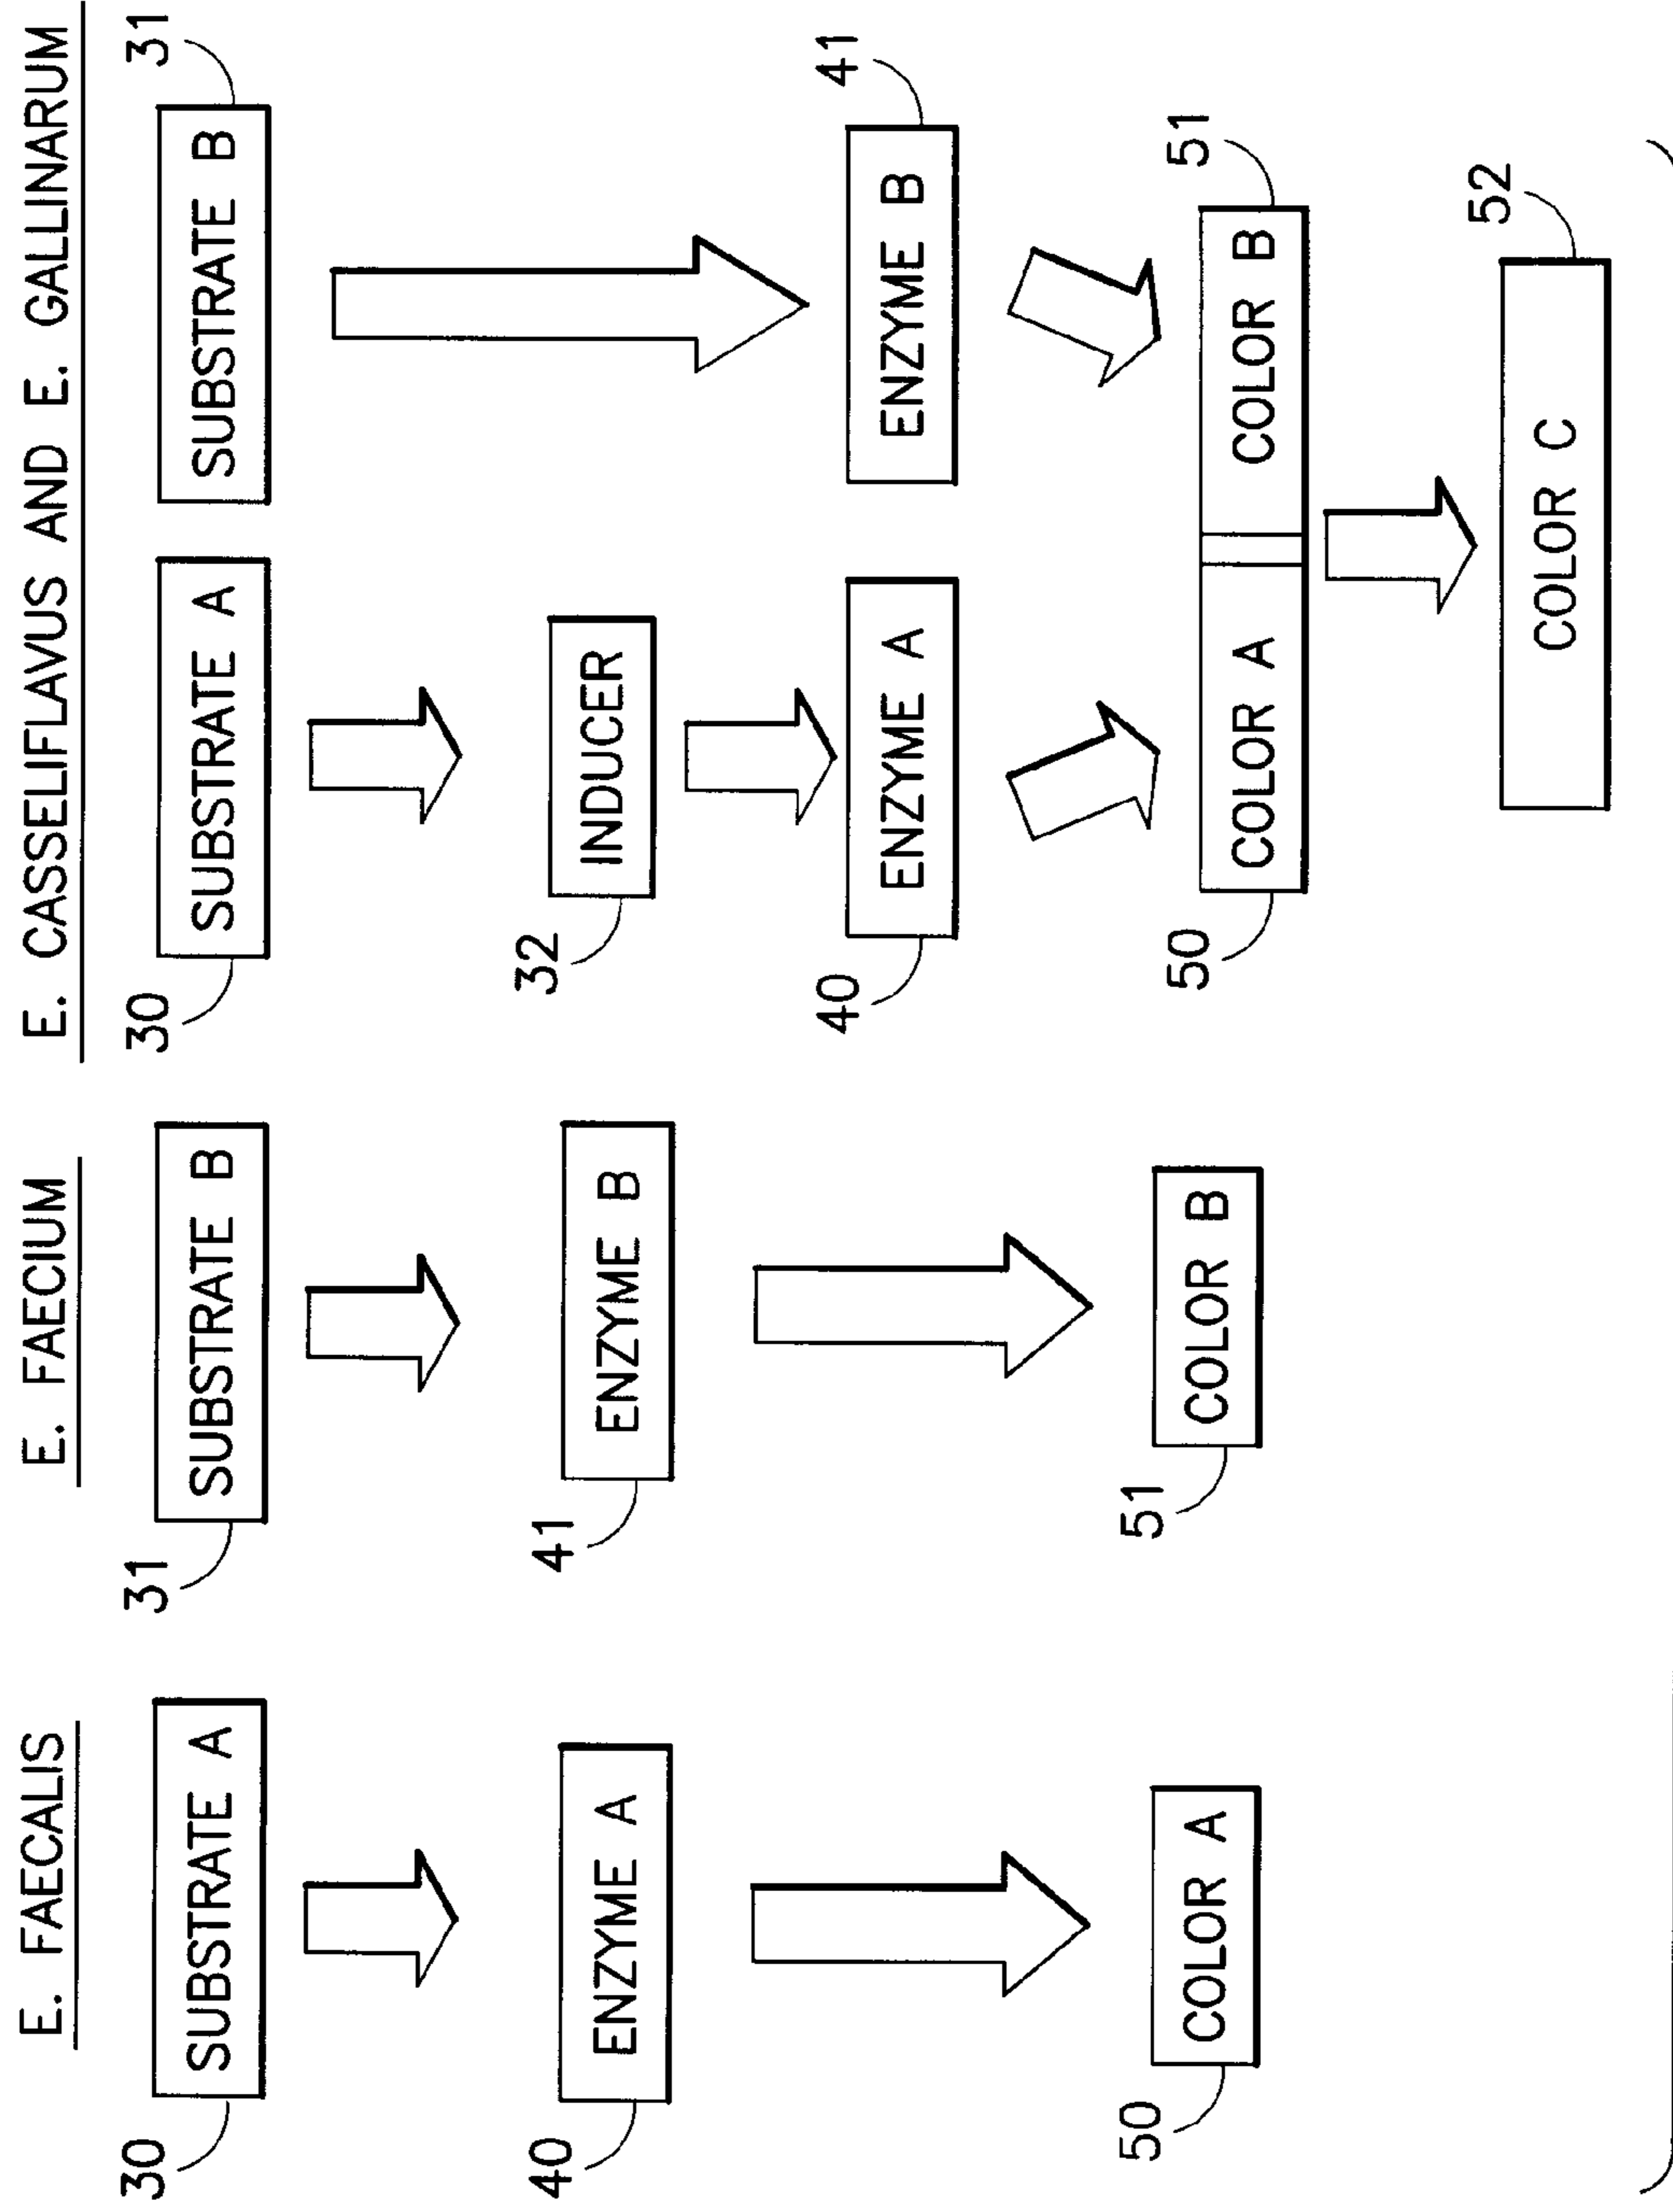 E. FAECALIS
30
SUBSTRATE A
40
ENZYME A
50
COLOR A
E. FAECIUM
31
SUBSTRATE B
41
ENZYME B
51
COLOR B
E. CASSELIFLAVUS AND E. GALLINARUM
30
SUBSTRATE A
SUBSTRATE B
31
32
INDUCER
40
ENZYME A
ENZYME B
41
50
COLOR A
COLOR B
51
COLOR C
52